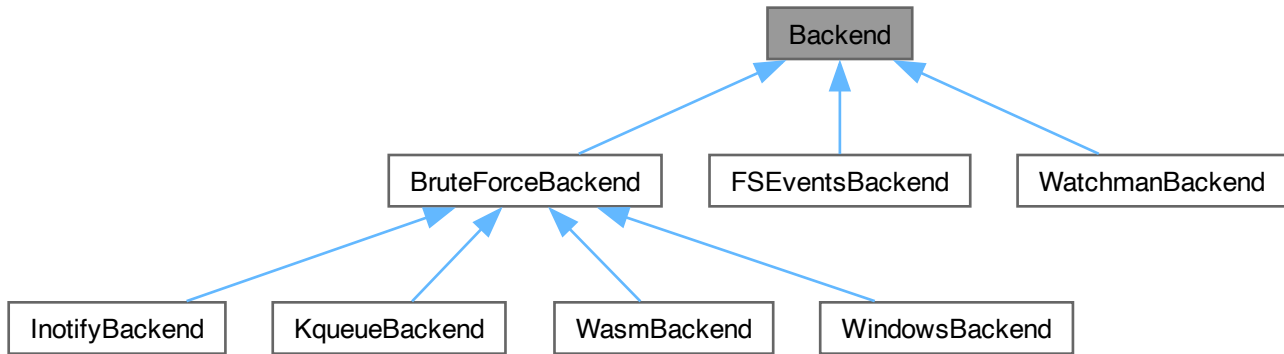 Backend
BruteForceBackend
FSEventsBackend
WatchmanBackend
InotifyBackend
KqueueBackend
WasmBackend
WindowsBackend